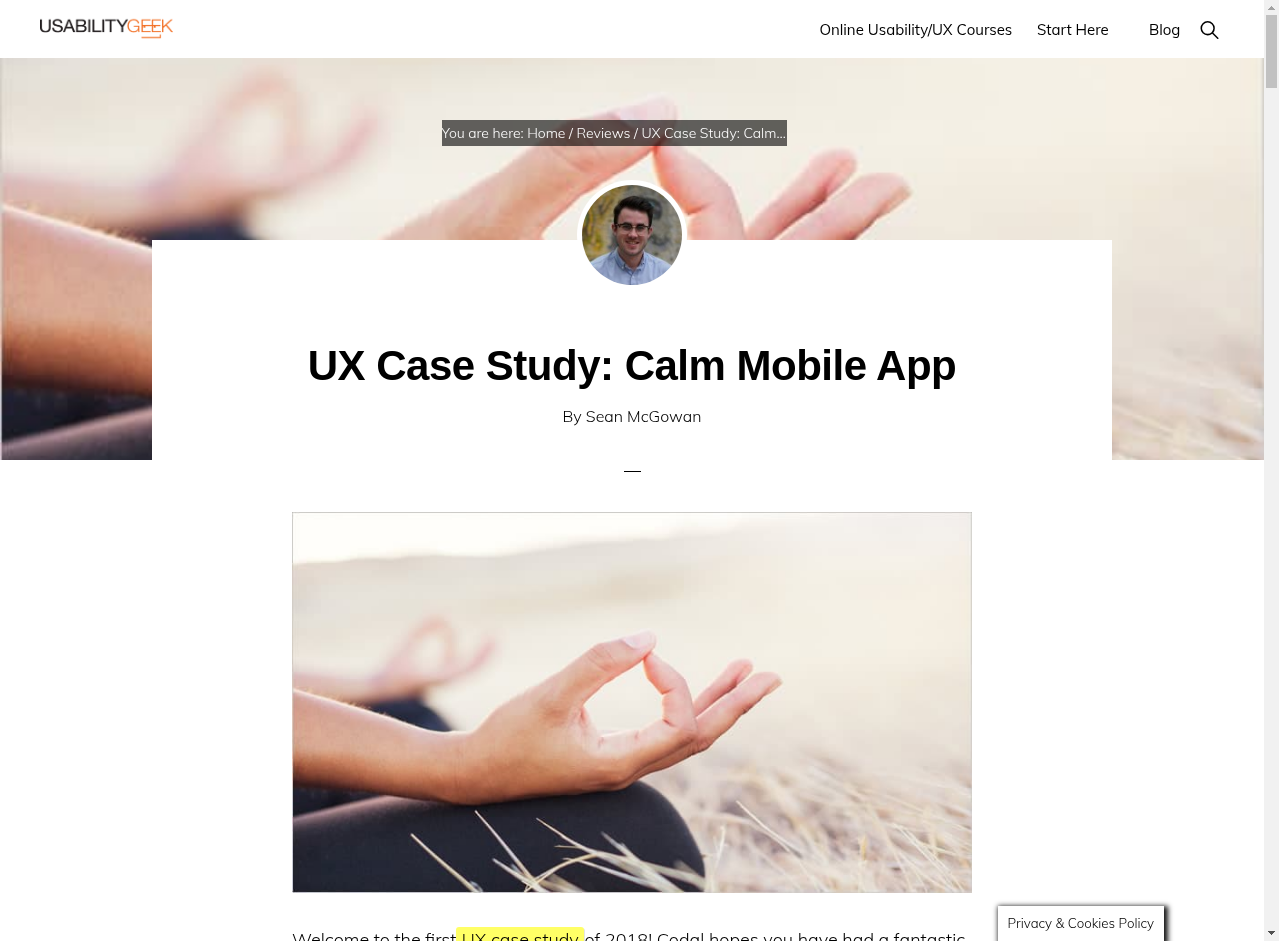 USABILITYGEEK
Online Usability/UX Courses
Start Here
Blog
You are here: Home / Reviews / UX Case Study: Calm...
UX Case Study: Calm Mobile App
By Sean McGowan
Welcome to the first UX case study of 2018! Codal hopes you have had a fantastic
Privacy & Cookies Policy